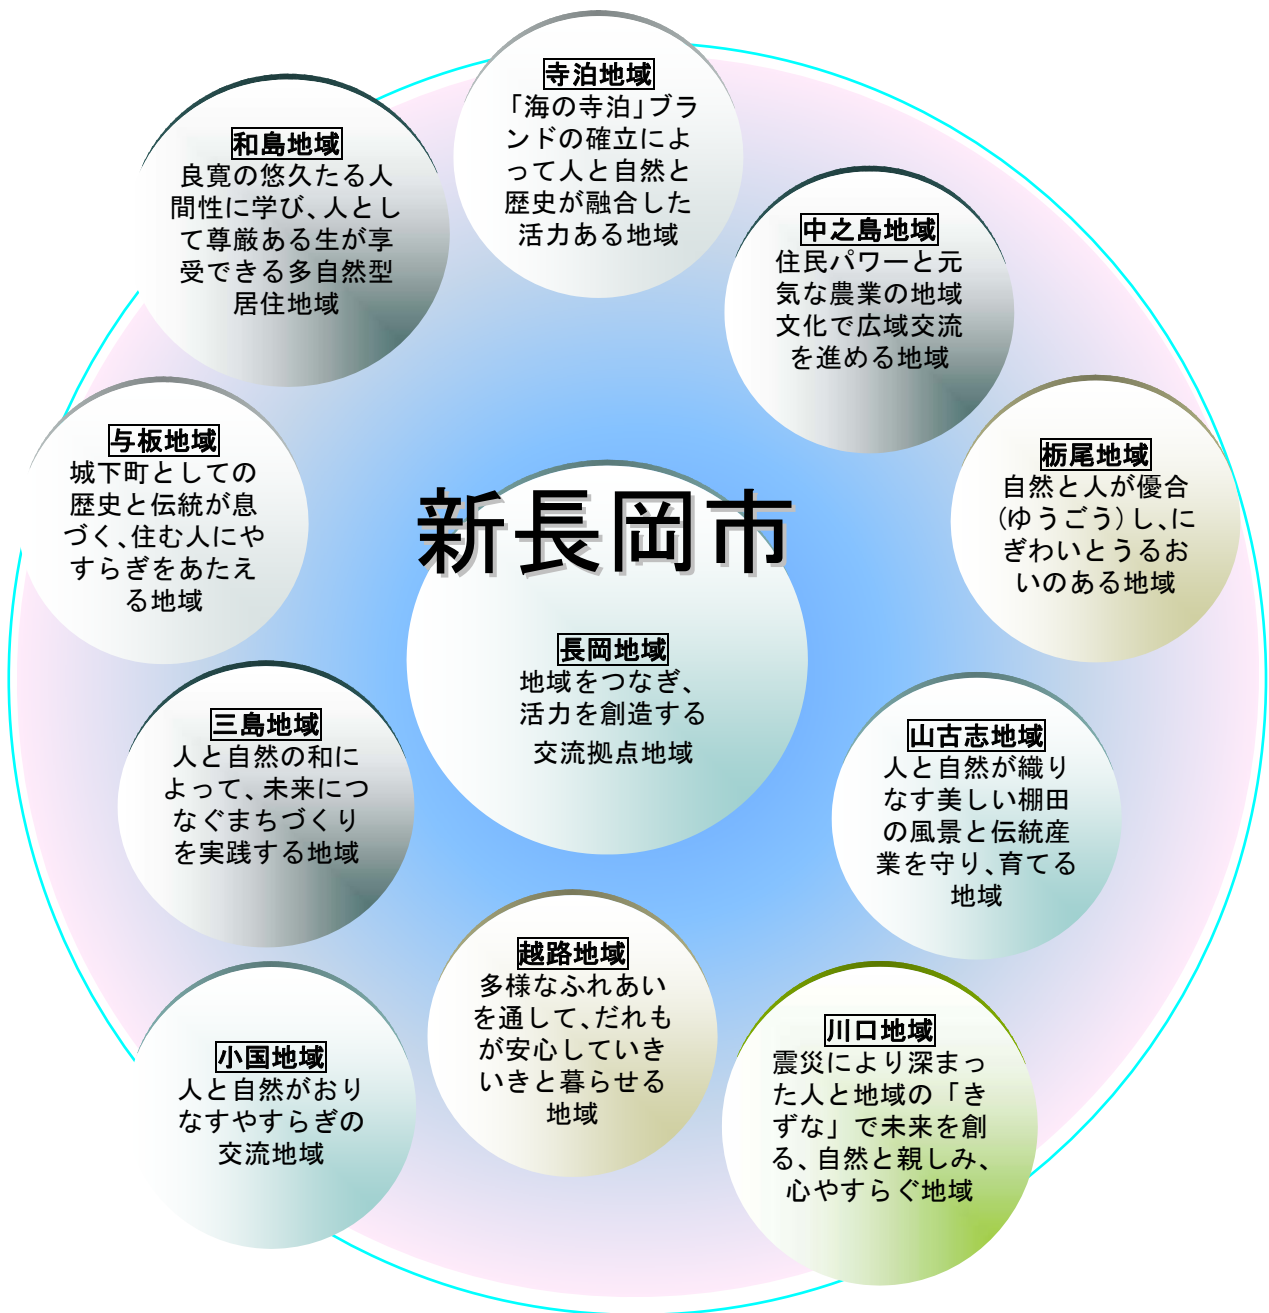 寺泊地域
「海の寺泊」ブラ
ンドの確立によ
って人と自然と
歴史が融合した
活力ある地域
和島地域
良寛の悠久たる人
間性に学び、人とし
て尊厳ある生が享
受できる多自然型
居住地域
中之島地域
住民パワーと元
気な農業の地域
文化で広域交流
を進める地域
与板地域
城下町としての
歴史と伝統が息
づく、住む人にや
すらぎをあたえ
る地域
栃尾地域
自然と人が優合
(ゆうごう)し、に
ぎわいとうるお
いのある地域
新長岡市
長岡地域
地域をつなぎ、
活力を創造する
交流拠点地域
三島地域
人と自然の和に
よって、未来につ
なぐまちづくり
を実践する地域
山古志地域
人と自然が織り
なす美しい棚田
の風景と伝統産
業を守り、育てる
地域
越路地域
多様なふれあい
を通して、だれも
が安心していき
いきと暮らせる
地域
小国地域
人と自然がおり
なすやすらぎの
交流地域
川口地域
震災により深まっ
た人と地域の「き
ずな」で未来を創
る、自然と親しみ、
心やすらぐ地域